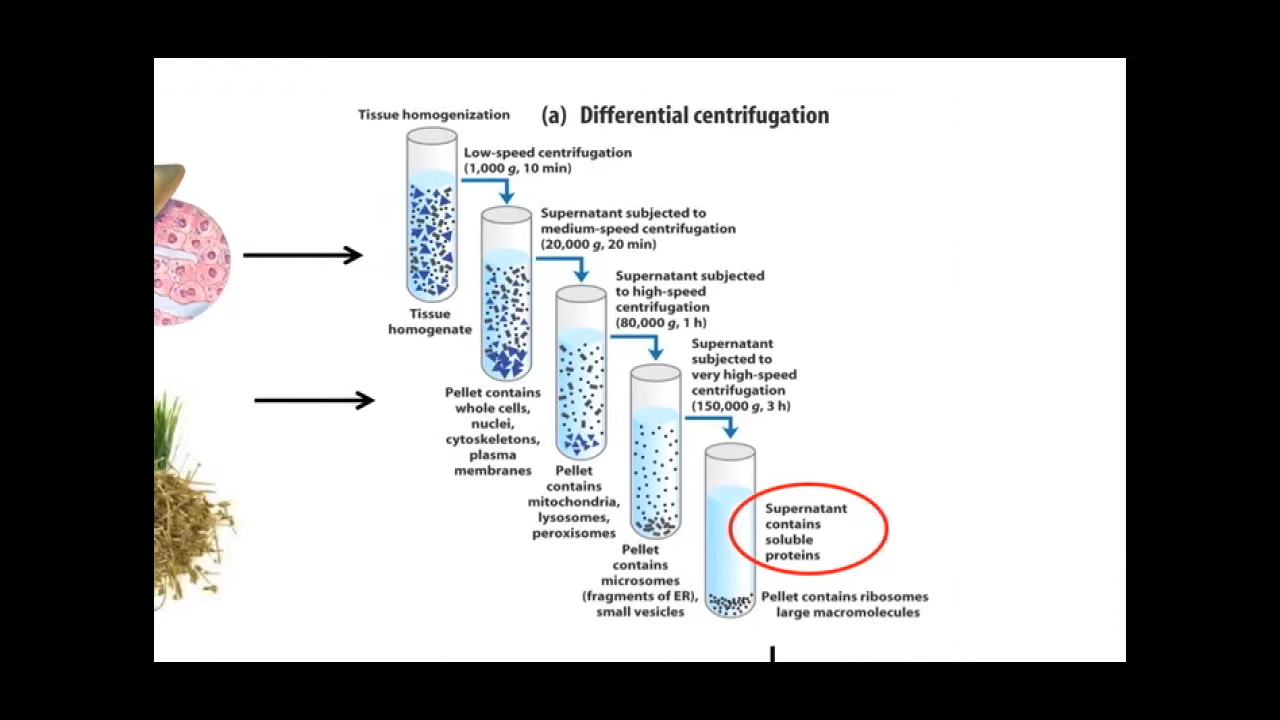 Tissue homogenization
(a) Differential centrifugation
Low-speed centrifugation
(1,000 g, 10 min)
Supernatant subjected to
medium-speed centrifugation
(20,000 g, 20 min)
Supernatant subjected
to high-speed
centrifugation
(80,000 g, 1 h)
Supernatant
subjected to
very high-speed
centrifugation
(150,000 g, 3 h)
Tissue
homogenate
Pellet contains
whole cells,
nuclei,
cytoskeletons,
plasma
membranes
Pellet
contains
mitochondria,
lysosomes,
peroxisomes
Pellet
contains
microsomes
(fragments of ER),
small vesicles
Supernatant
contains
soluble
proteins
Pellet contains ribosomes
large macromolecules